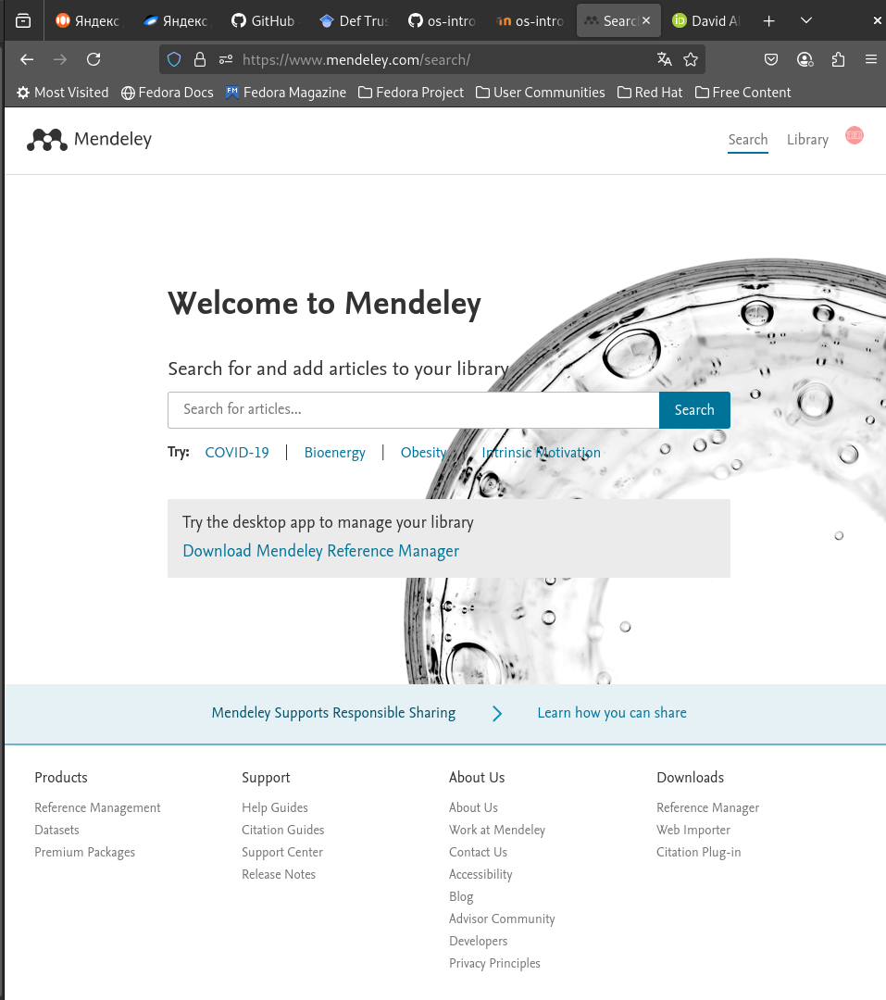 Яндекс
Яндекс
GitHub
Def Trus
os-intro
os-intro
Search
David Al
https://www.mendeley.com/search/
Most Visited
Fedora Docs
FM
Fedora Magazine
Fedora Project
User Communities
Red Hat
Free Content
Mendeley
Search
Library
Welcome to Mendeley
Search for and add articles to your library
Search for articles...
Search
Try: COVID-19 | Bioenergy | Obesity | Intrinsic Motivation
Try the desktop app to manage your library
Download Mendeley Reference Manager
Mendeley Supports Responsible Sharing
Learn how you can share
Products
Reference Management
Datasets
Premium Packages
Support
Help Guides
Citation Guides
Support Center
Release Notes
About Us
About Us
Work at Mendeley
Contact Us
Accessibility
Blog
Advisor Community
Developers
Privacy Principles
Downloads
Reference Manager
Web Importer
Citation Plug-in